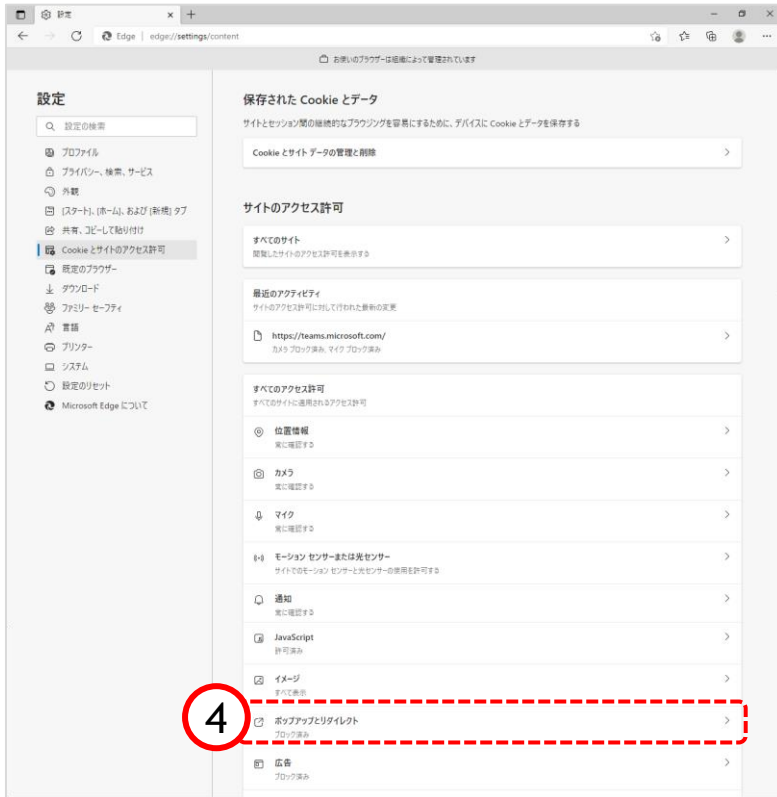 設定
Edge | edge://settings/content
お使いのブラウザーは組織によって管理されています
設定
設定の検索
プロファイル
プライバシー、検索、サービス
外観
[スタート]、[ホーム]、および [新規] タブ
共有、コピーして貼り付け
Cookie とサイトのアクセス許可
既定のブラウザー
ダウンロード
ファミリー セーフティ
言語
プリンター
システム
設定のリセット
Microsoft Edge について
保存された Cookie とデータ
サイトとセッション間の継続的なブラウジングを容易にするために、デバイスに Cookie とデータを保存する
Cookie とサイト データの管理と削除
サイトのアクセス許可
すべてのサイト
閲覧したサイトのアクセス許可を表示する
最近のアクティビティ
サイトのアクセス許可に対して行われた最新の変更
https://teams.microsoft.com/
カメラ ブロック済み, マイク ブロック済み
すべてのアクセス許可
すべてのサイトに適用されるアクセス許可
位置情報
常に確認する
カメラ
常に確認する
マイク
常に確認する
モーション センサーまたは光センサー
サイトでのモーション センサーと光センサーの使用を許可する
通知
常に確認する
JavaScript
許可済み
イメージ
すべて表示
4
ポップアップとリダイレクト
ブロック済み
広告
ブロック済み